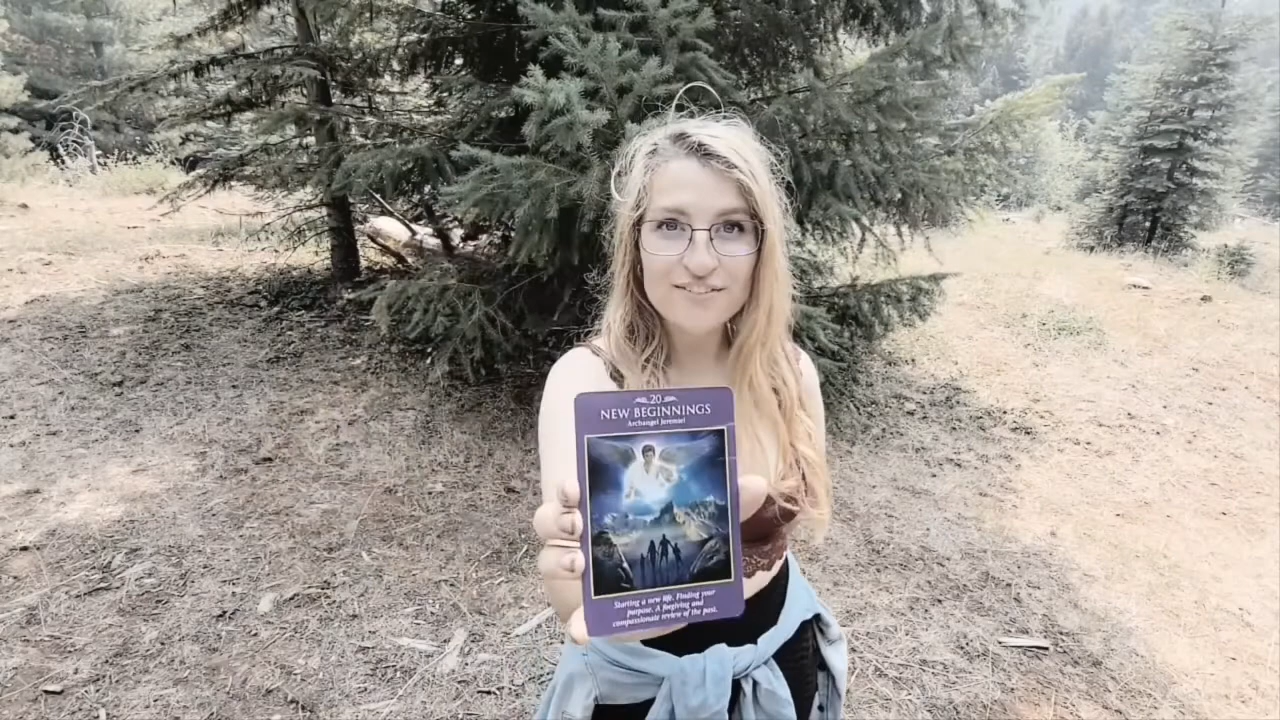 20
NEW BEGINNINGS
Archangel Jeremiel
Starting a new life. Finding your
purpose. A forgiving and
compassionate review of the past.